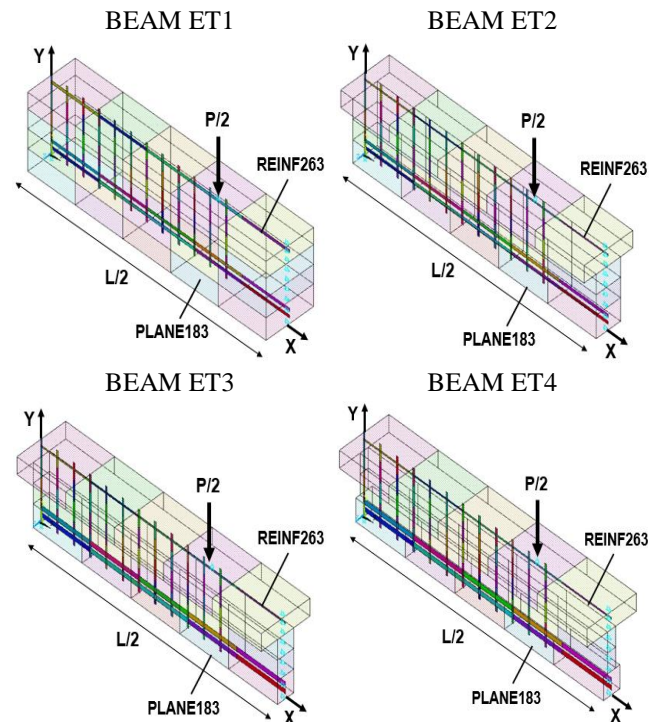 BEAM ET1
Y
P/2
REINF263
L/2
PLANE183
X
BEAM ET2
Y
P/2
REINF263
L/2
PLANE183
X
BEAM ET3
Y
P/2
REINF263
L/2
PLANE183
X
BEAM ET4
Y
P/2
REINF263
L/2
PLANE183
X